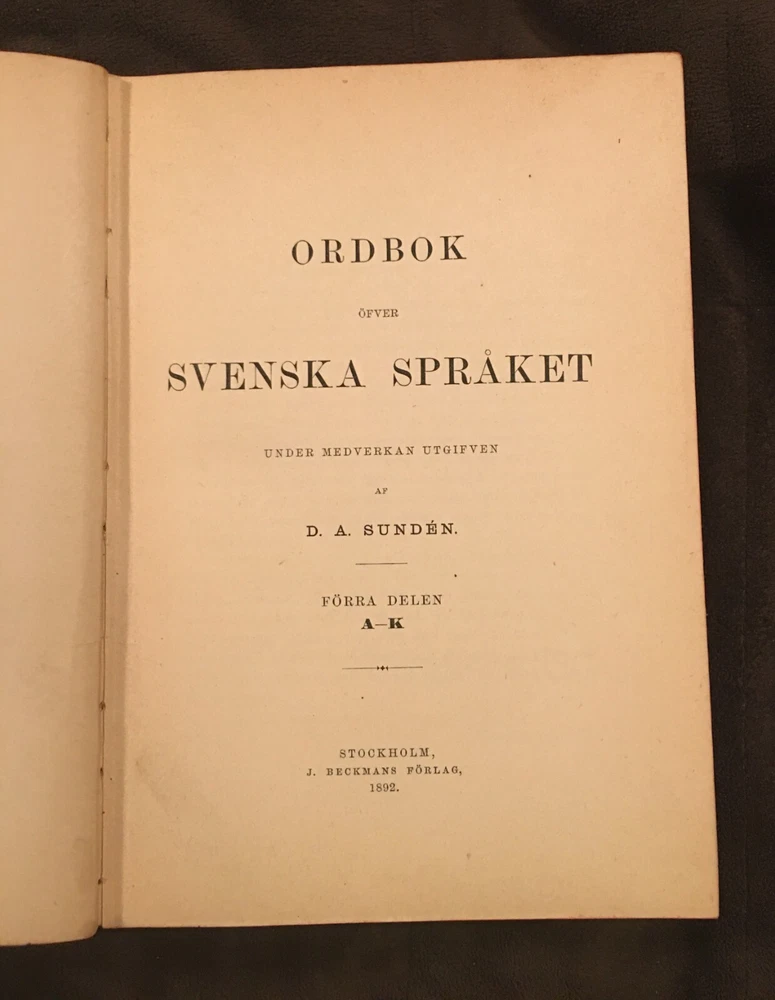 ORDBOK
ÖFVER
SVENSKA SPRÅKET
UNDER MEDVERKAN UTGIFVEN
AF
D. A. SUNDÉN.
FÖRRA DELEN
A–K
STOCKHOLM,
J. BECKMANS FÖRLAG,
1892.